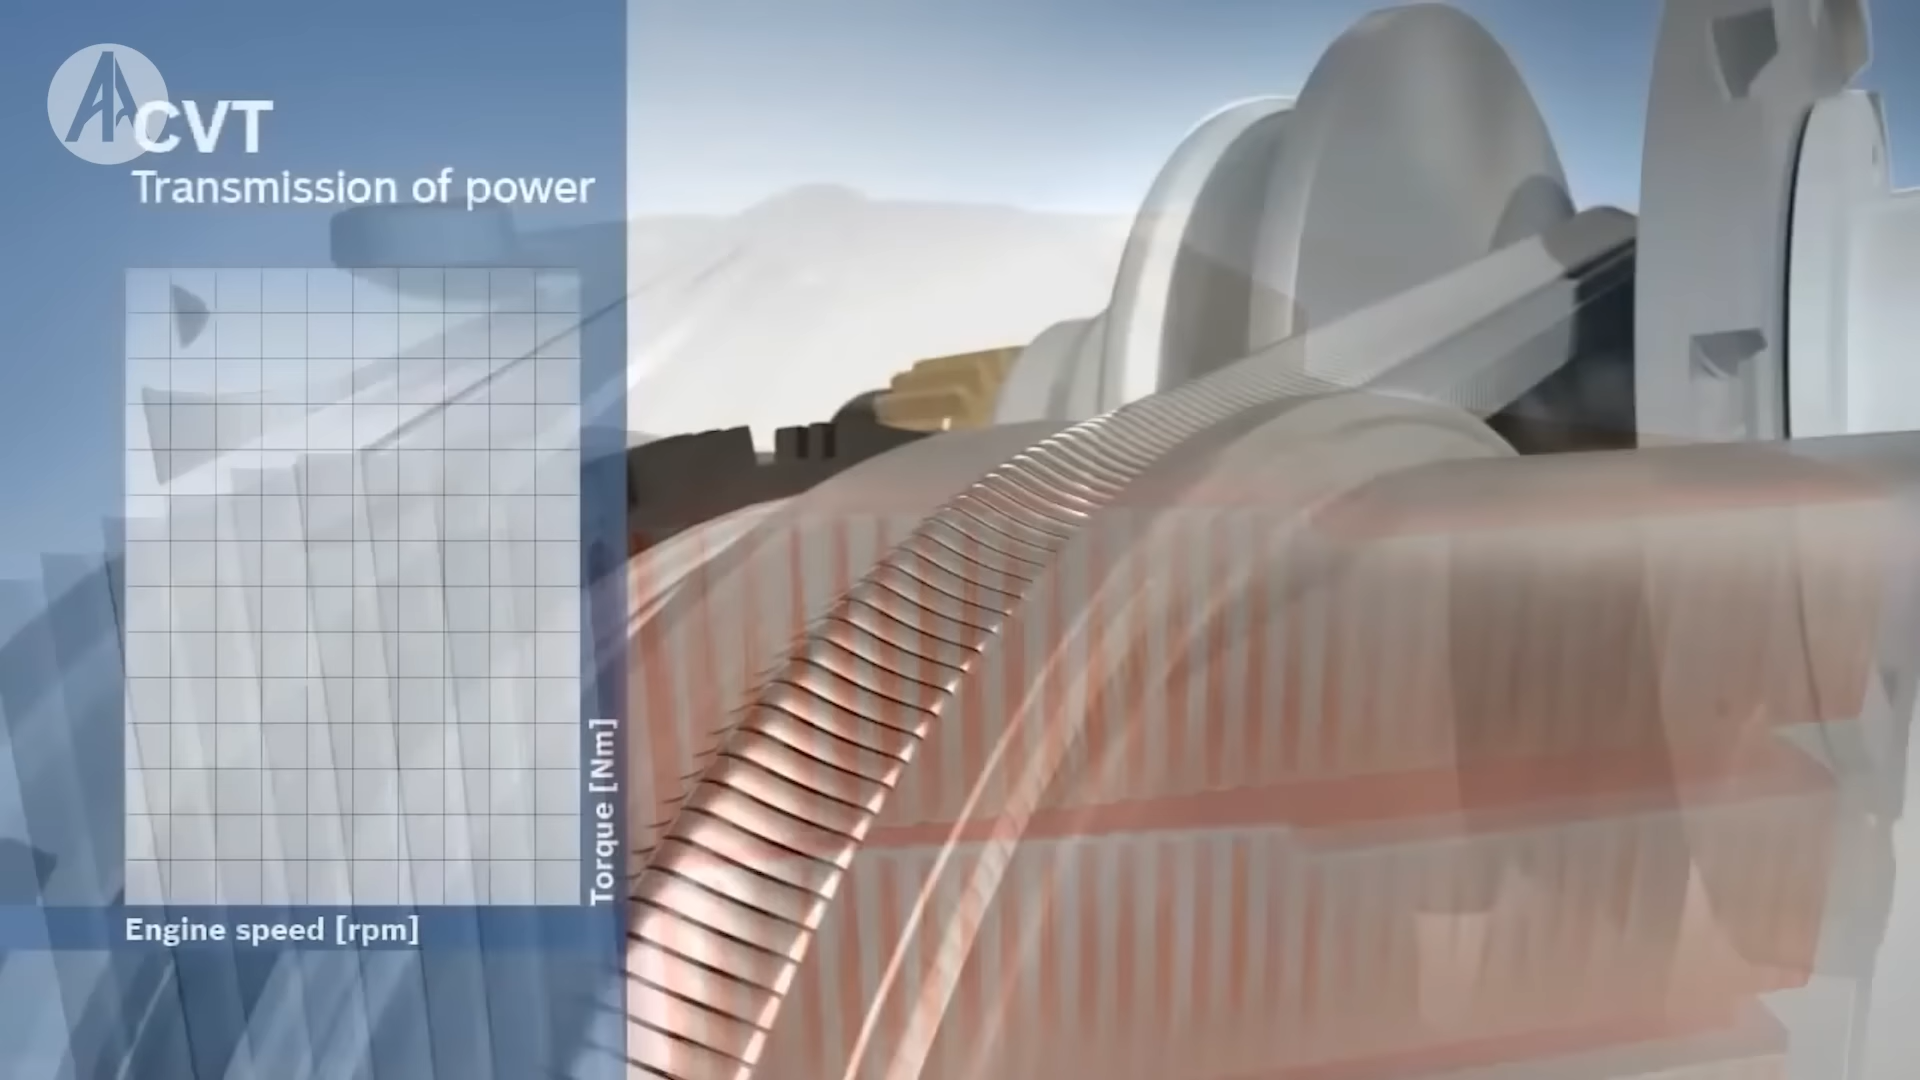 CVT
Transmission of power
Torque [Nm]
Engine speed [rpm]